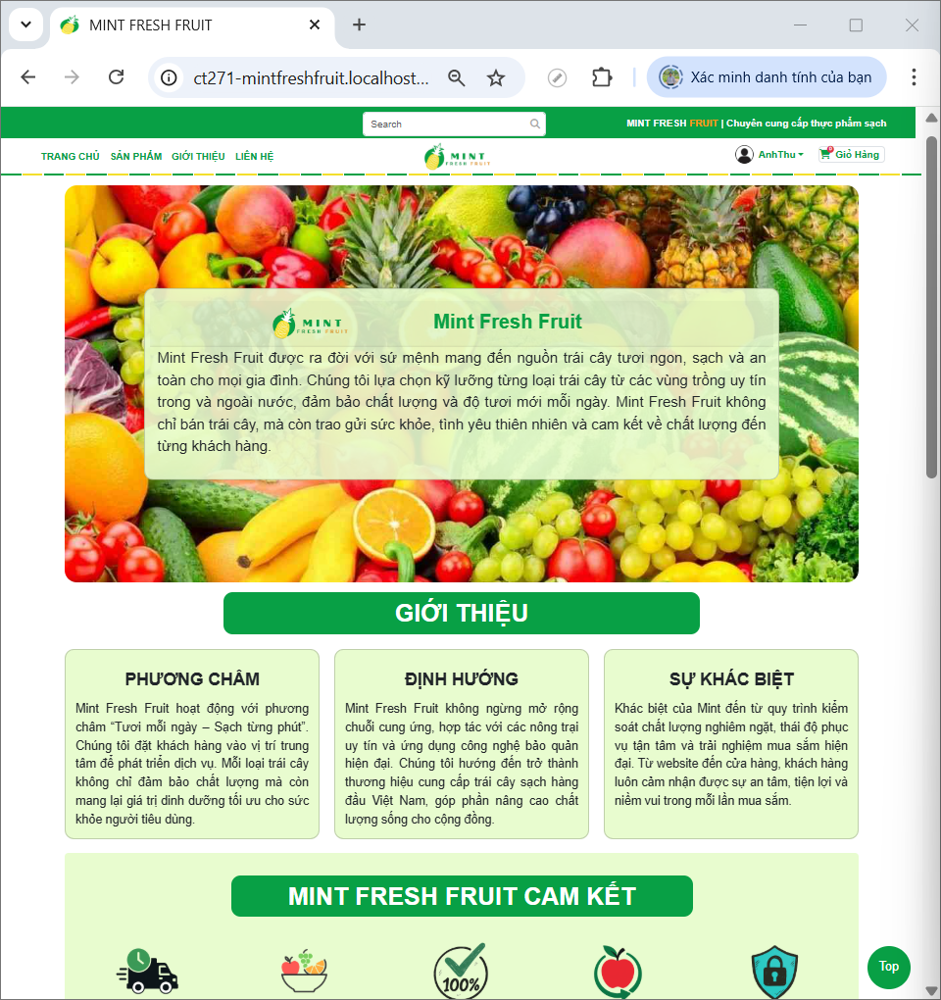 MINT FRESH FRUIT
ct271-mintfreshfruit.localhost...
Xác minh danh tính của bạn
Search
MINT FRESH FRUIT | Chuyên cung cấp thực phẩm sạch
TRANG CHỦ SẢN PHẨM GIỚI THIỆU LIÊN HỆ
MINT
FRESH FRUIT
AnhThu
0
Giỏ Hàng
MINT
FRESH FRUIT
Mint Fresh Fruit
Mint Fresh Fruit được ra đời với sứ mệnh mang đến nguồn trái cây tươi ngon, sạch và an
toàn cho mọi gia đình. Chúng tôi lựa chọn kỹ lưỡng từng loại trái cây từ các vùng trồng uy tín
trong và ngoài nước, đảm bảo chất lượng và độ tươi mới mỗi ngày. Mint Fresh Fruit không
chỉ bán trái cây, mà còn trao gửi sức khỏe, tình yêu thiên nhiên và cam kết về chất lượng đến
từng khách hàng.
GIỚI THIỆU
PHƯƠNG CHÂM
Mint Fresh Fruit hoạt động với phương
châm “Tươi mỗi ngày – Sạch từng phút”.
Chúng tôi đặt khách hàng vào vị trí trung
tâm để phát triển dịch vụ. Mỗi loại trái cây
không chỉ đảm bảo chất lượng mà còn
mang lại giá trị dinh dưỡng tối ưu cho sức
khỏe người tiêu dùng.
ĐỊNH HƯỚNG
Mint Fresh Fruit không ngừng mở rộng
chuỗi cung ứng, hợp tác với các nông trại
uy tín và ứng dụng công nghệ bảo quản
hiện đại. Chúng tôi hướng đến trở thành
thương hiệu cung cấp trái cây sạch hàng
đầu Việt Nam, góp phần nâng cao chất
lượng sống cho cộng đồng.
SỰ KHÁC BIỆT
Khác biệt của Mint đến từ quy trình kiểm
soát chất lượng nghiêm ngặt, thái độ phục
vụ tận tâm và trải nghiệm mua sắm hiện
đại. Từ website đến cửa hàng, khách hàng
luôn cảm nhận được sự an tâm, tiện lợi và
niềm vui trong mỗi lần mua sắm.
MINT FRESH FRUIT CAM KẾT
100%
Top